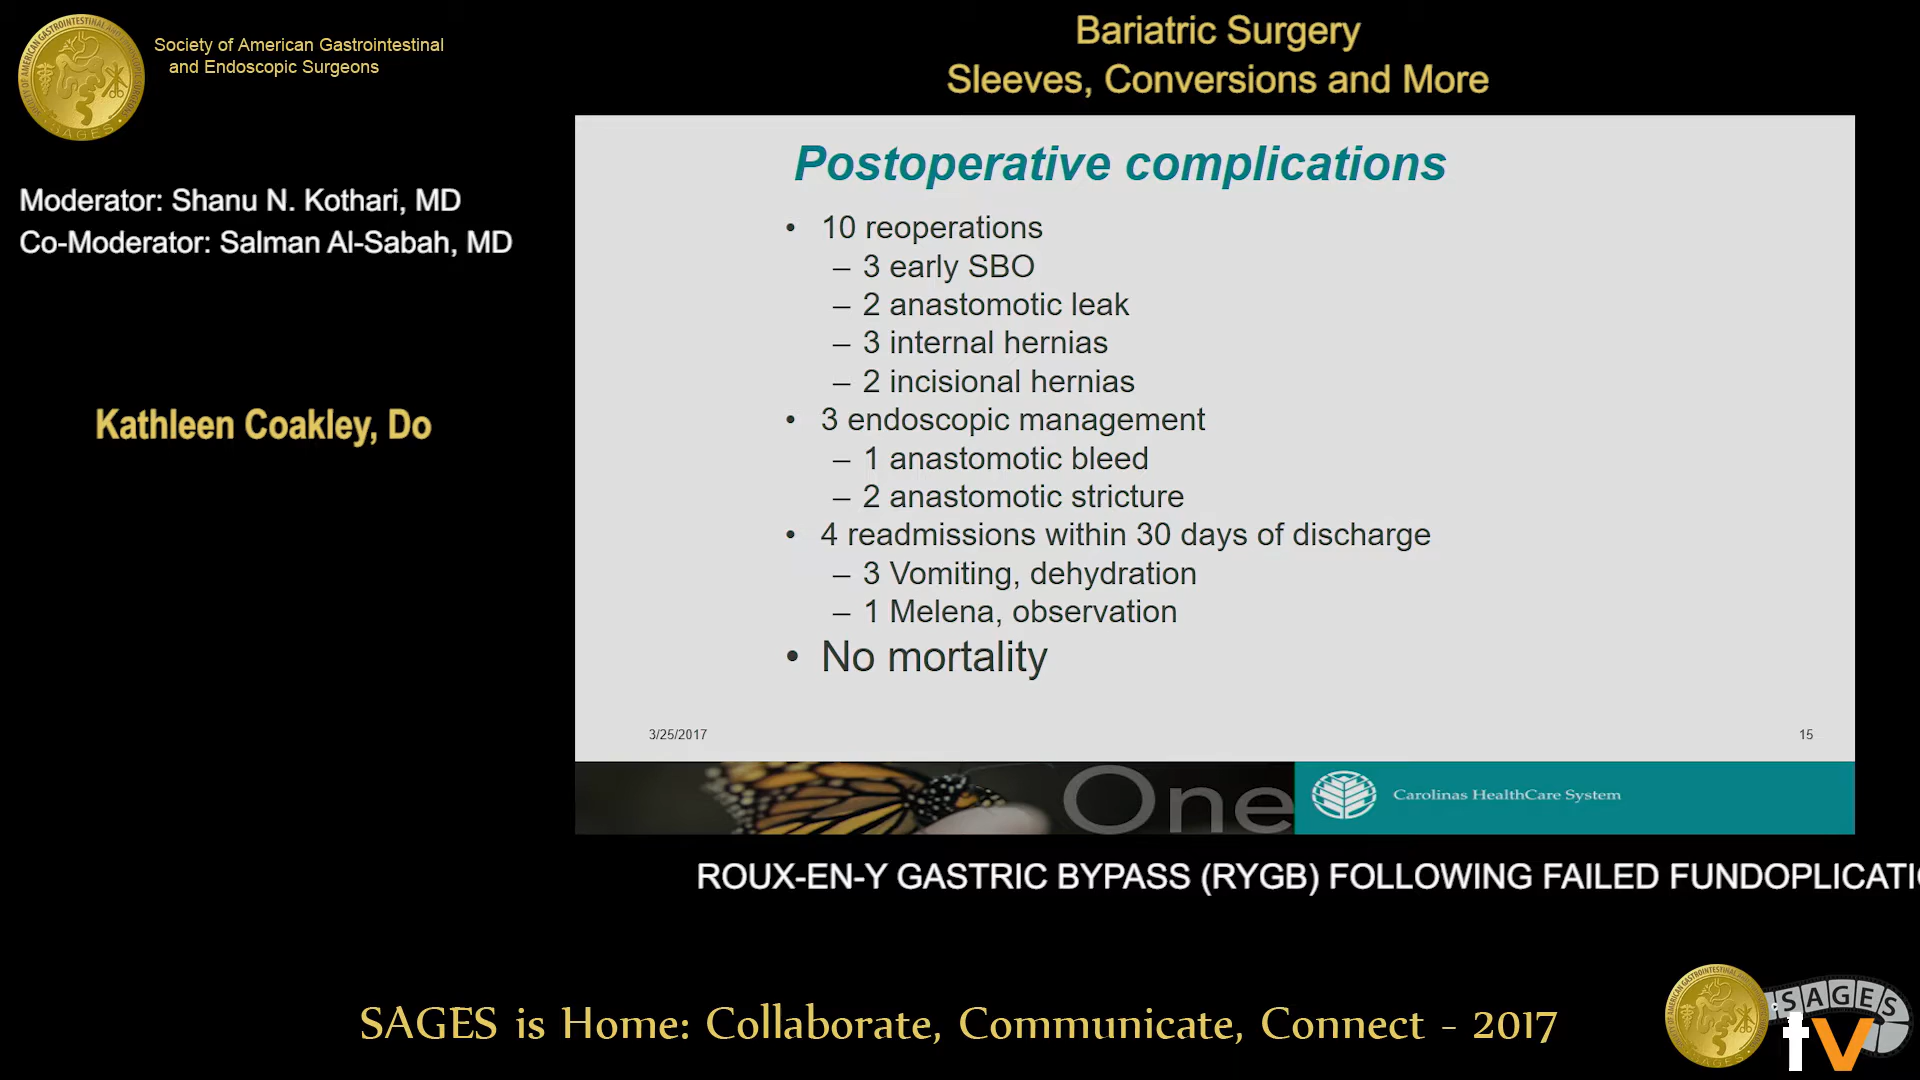 Society of American Gastrointestinal
and Endoscopic Surgeons
Bariatric Surgery
Sleeves, Conversions and More
Moderator: Shanu N. Kothari, MD
Co-Moderator: Salman Al-Sabah, MD
Kathleen Coakley, Do
Postoperative complications
• 10 reoperations
– 3 early SBO
– 2 anastomotic leak
– 3 internal hernias
– 2 incisional hernias
• 3 endoscopic management
– 1 anastomotic bleed
– 2 anastomotic stricture
• 4 readmissions within 30 days of discharge
– 3 Vomiting, dehydration
– 1 Melena, observation
• No mortality
3/25/2017
15
One
Carolinas HealthCare System
ROUX-EN-Y GASTRIC BYPASS (RYGB) FOLLOWING FAILED FUNDOPLICATI
SAGES is Home: Collaborate, Communicate, Connect - 2017
SAGES
tv